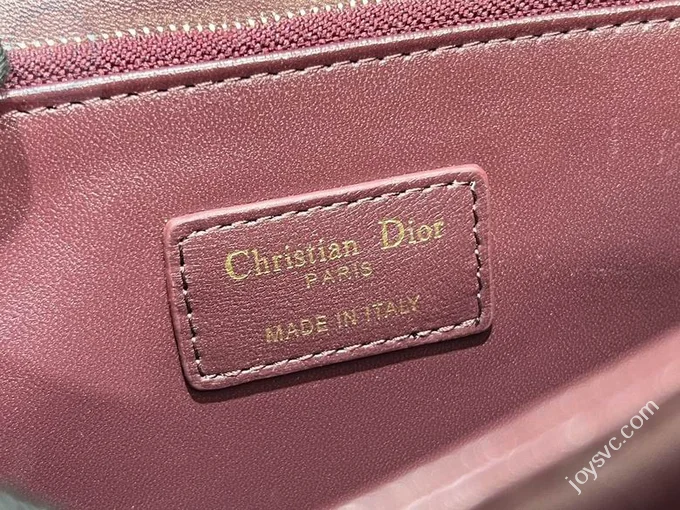 Christian Dior
PARIS
MADE IN ITALY
joysvc.com